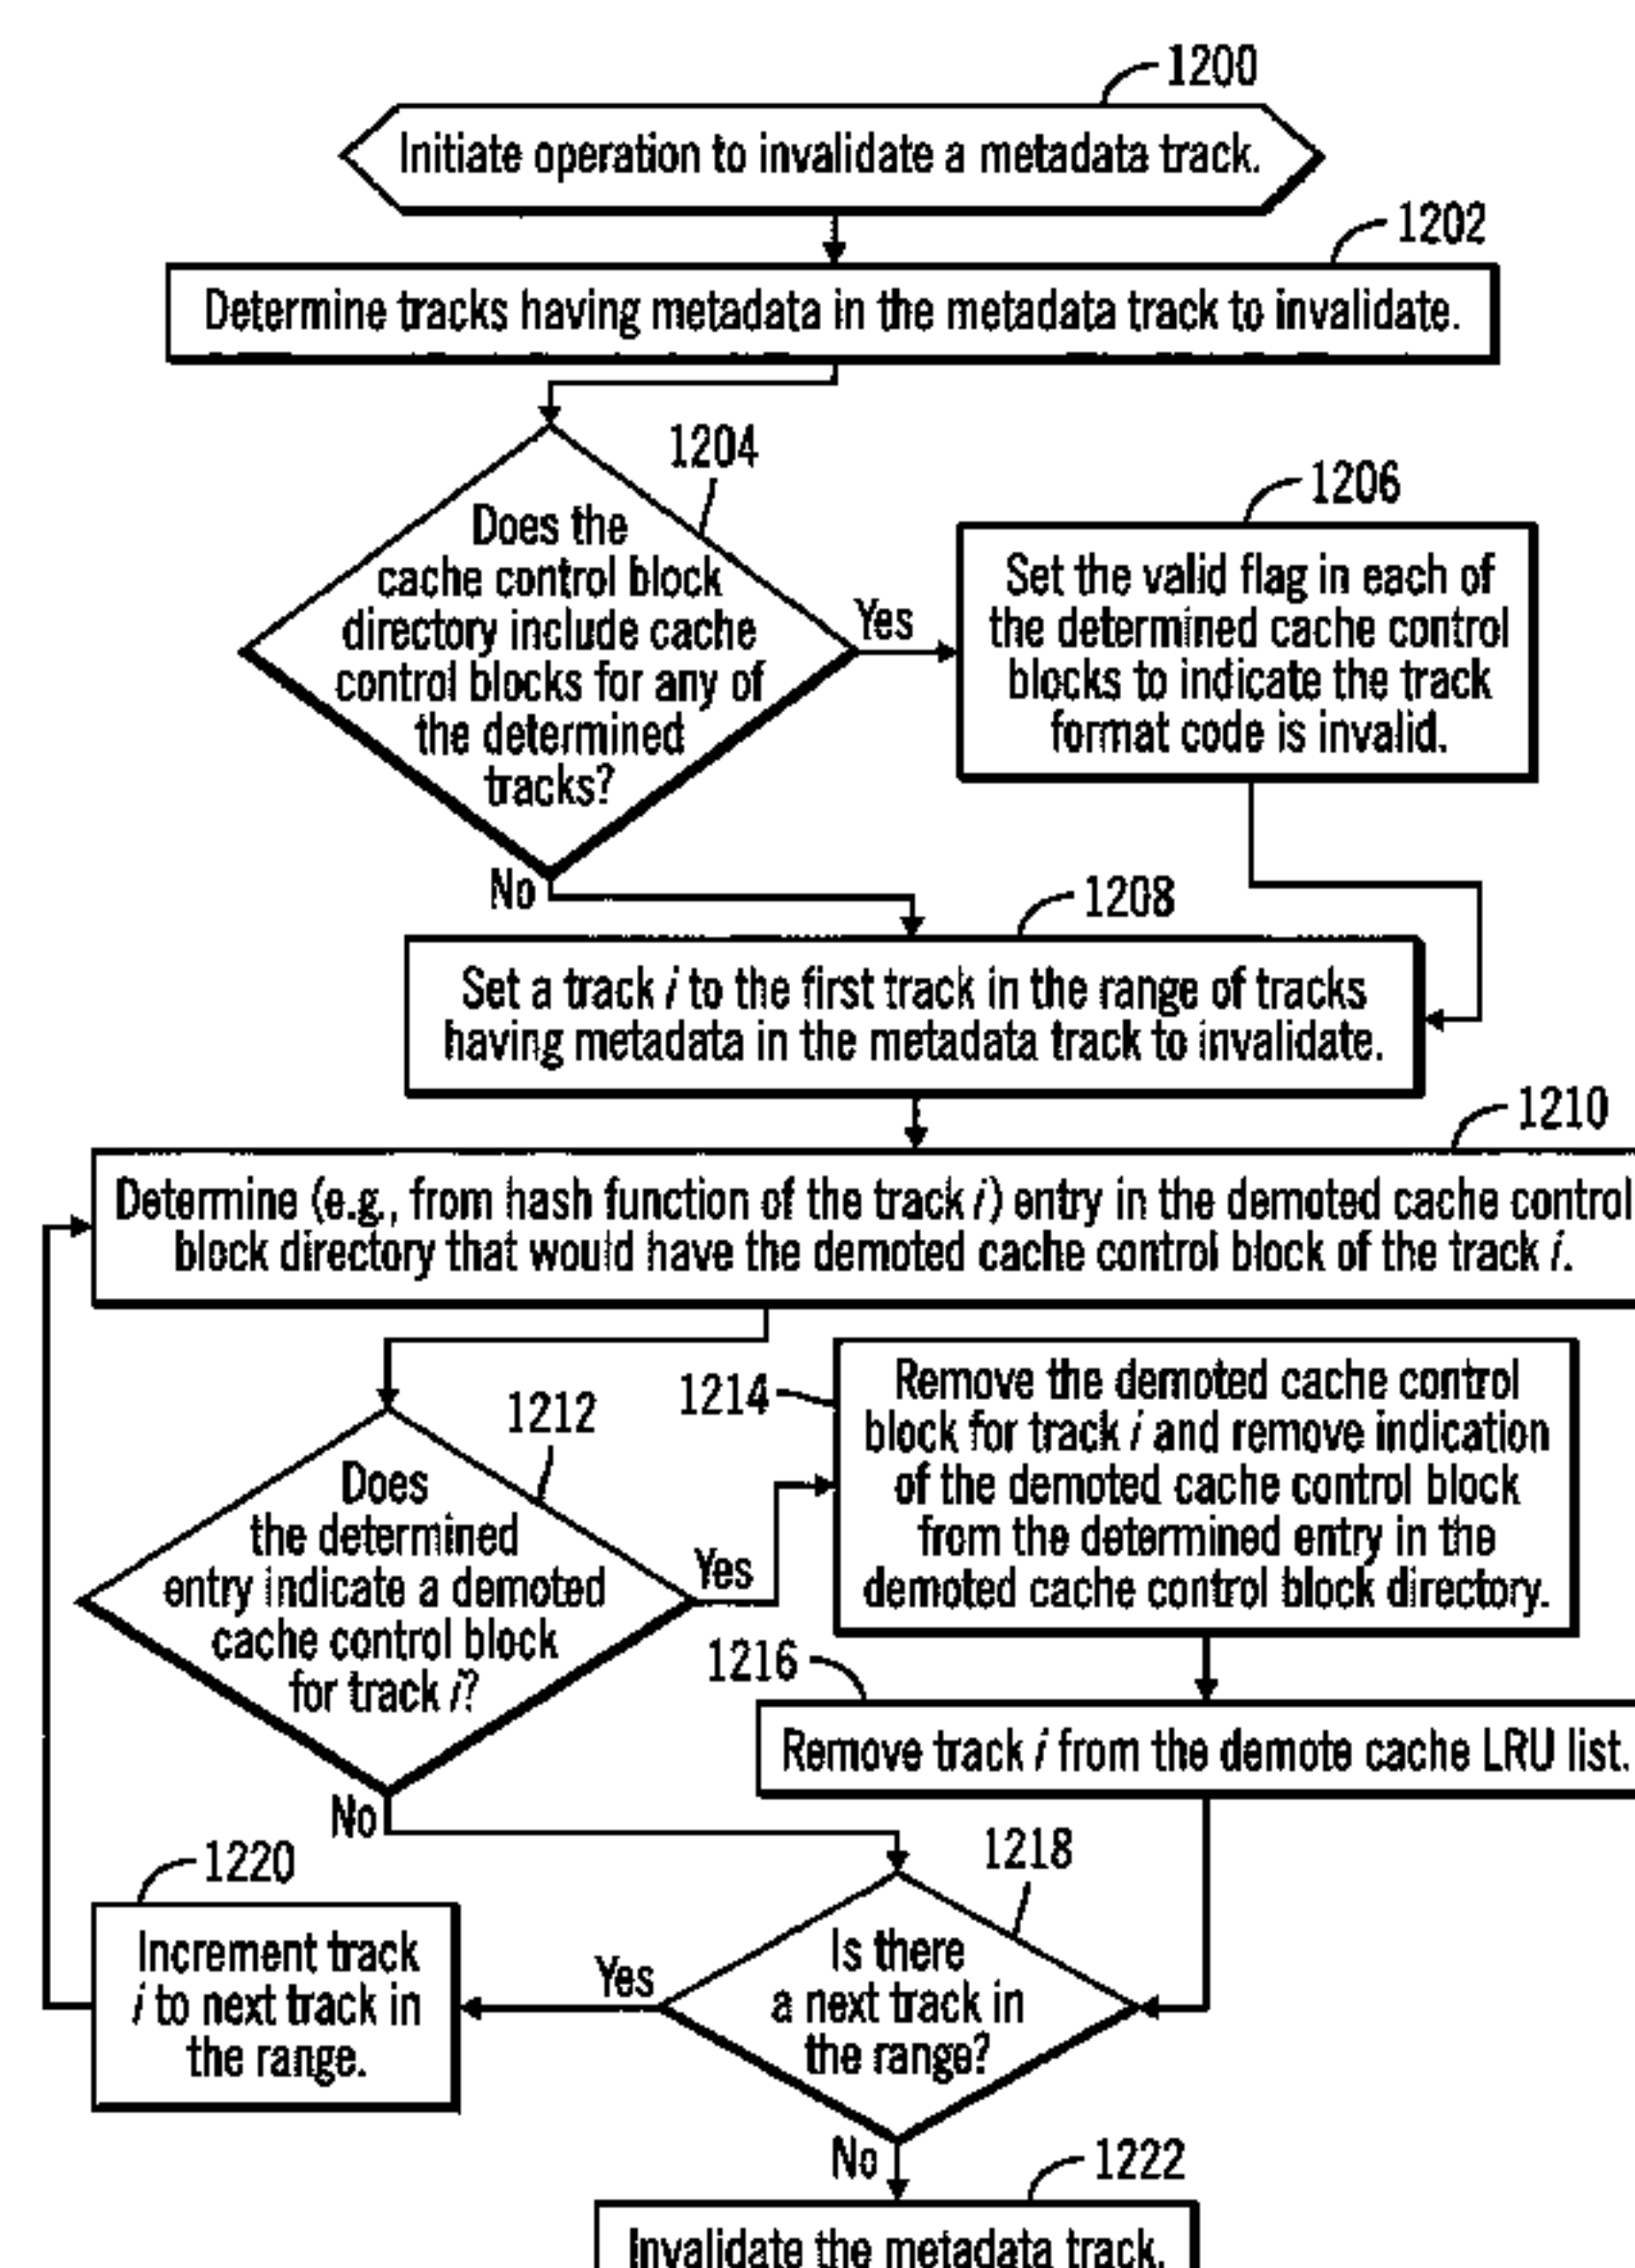 1200
Initiate operation to invalidate a metadata track.
1202
Determine tracks having metadata in the metadata track to invalidate.
1204
Does the
cache control block
directory include cache
control blocks for any of
the determined
tracks?
Yes
No
1206
Set the valid flag in each of
the determined cache control
blocks to indicate the track
format code is invalid.
1208
Set a track i to the first track in the range of tracks
having metadata in the metadata track to invalidate.
1210
Determine (e.g., from hash function of the track i) entry in the demoted cache control
block directory that would have the demoted cache control block of the track i.
1212
Does
the determined
entry indicate a demoted
cache control block
for track i?
Yes
No
1214
Remove the demoted cache control
block for track i and remove indication
of the demoted cache control block
from the determined entry in the
demoted cache control block directory.
1216
Remove track i from the demote cache LRU list.
1218
Is there
a next track in
the range?
Yes
No
1220
Increment track
i to next track in
the range.
1222
Invalidate the metadata track.